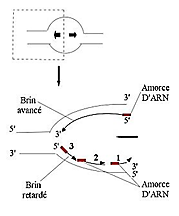 Amorce
D'ARN
Brin
avancé
3'
5'
5'
3'
5'
3
3'
2
1
3'
5'
Brin
retardé
Amorce
D'ARN